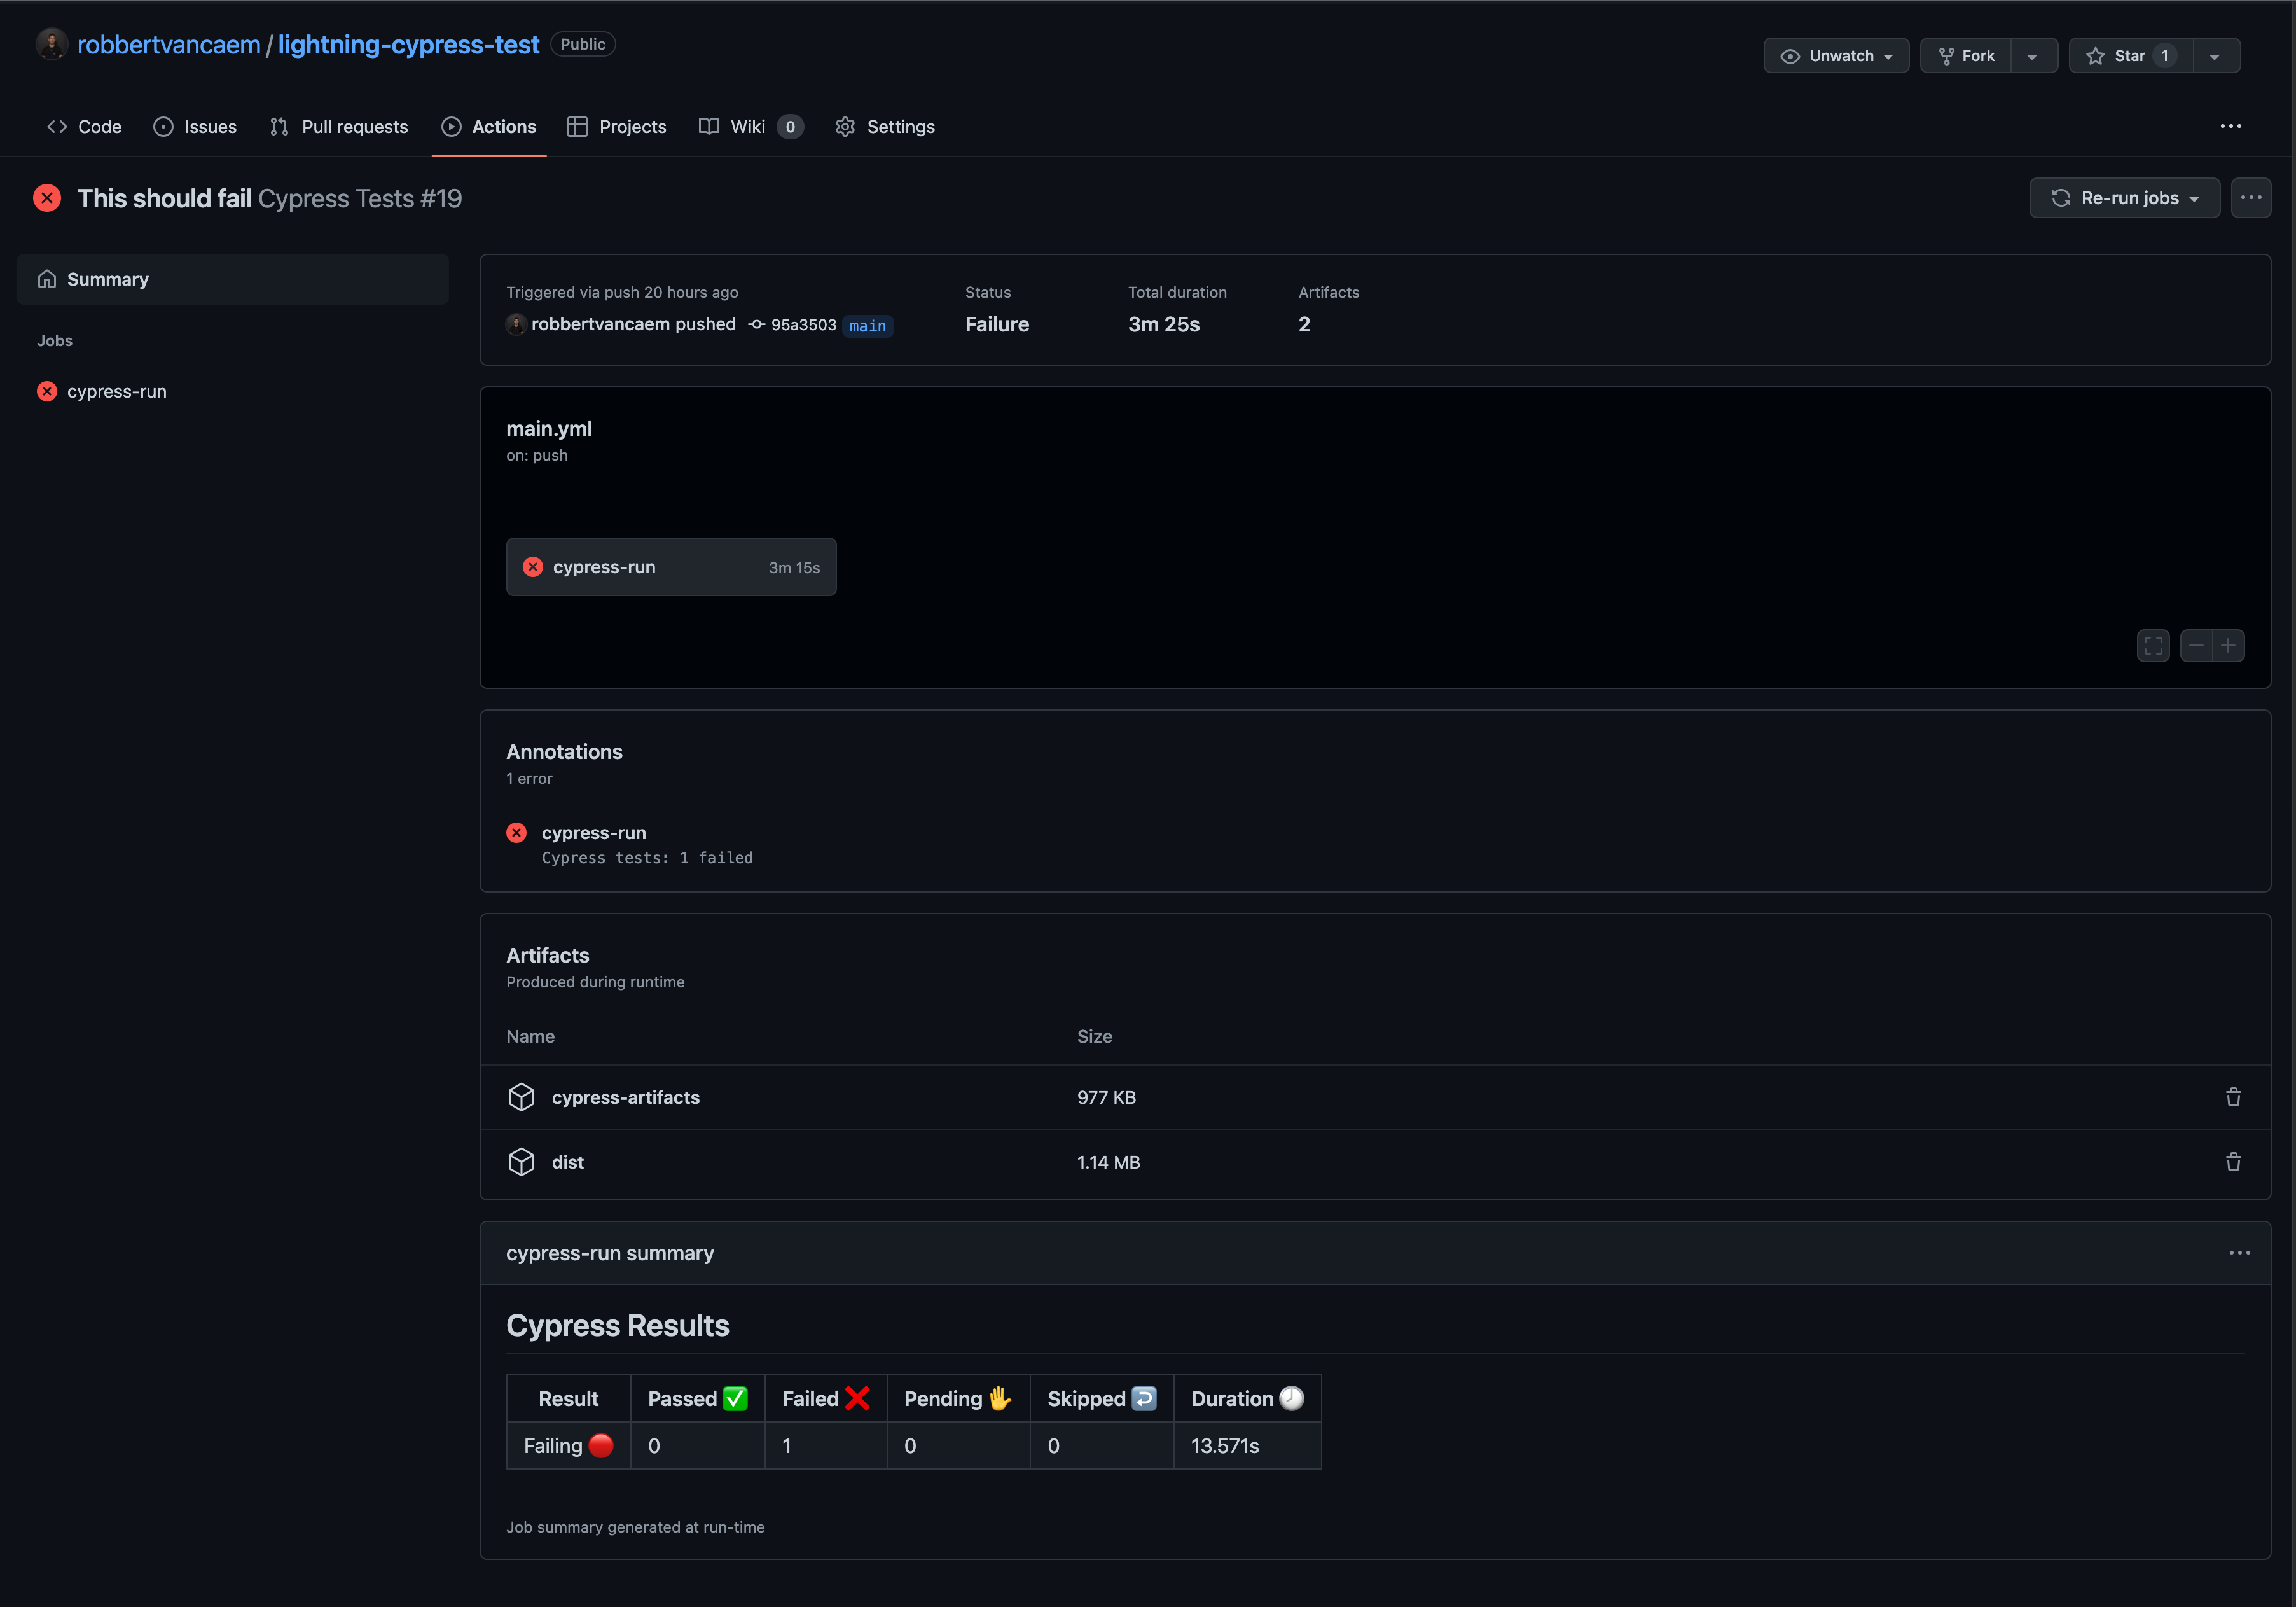 robbertvancaem / lightning-cypress-test Public
Unwatch Fork Star 1
Code Issues Pull requests Actions Projects Wiki 0 Settings
This should fail Cypress Tests #19
Re-run jobs
Summary
Jobs
cypress-run
Triggered via push 20 hours ago
robbertvancaem pushed 95a3503 main
Status
Failure
Total duration
3m 25s
Artifacts
2
main.yml
on: push
cypress-run 3m 15s
Annotations
1 error
cypress-run
Cypress tests: 1 failed
Artifacts
Produced during runtime
Name Size
cypress-artifacts 977 KB
dist 1.14 MB
cypress-run summary
Cypress Results
Result Passed ✅ Failed ❌ Pending ✋ Skipped ↩️ Duration 🕗
Failing 🔴 0 1 0 0 13.571s
Job summary generated at run-time